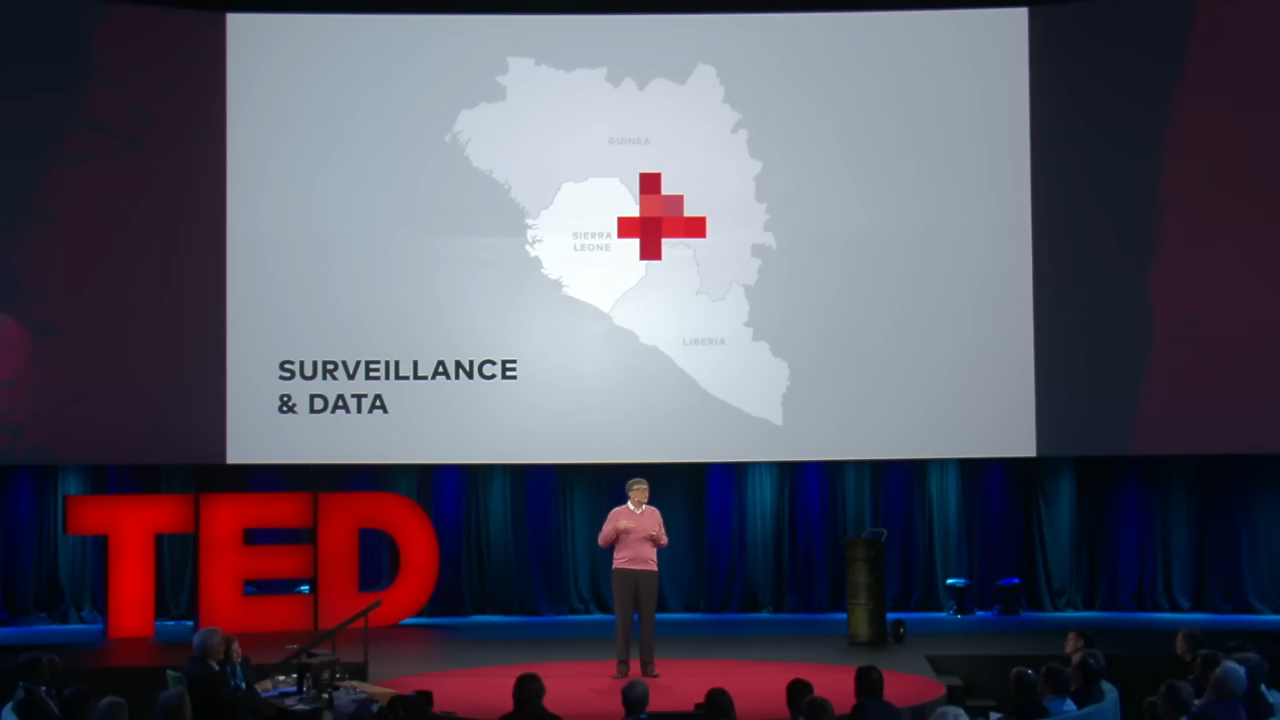 GUINEA
SIERRA
LEONE
LIBERIA
SURVEILLANCE
& DATA
TED